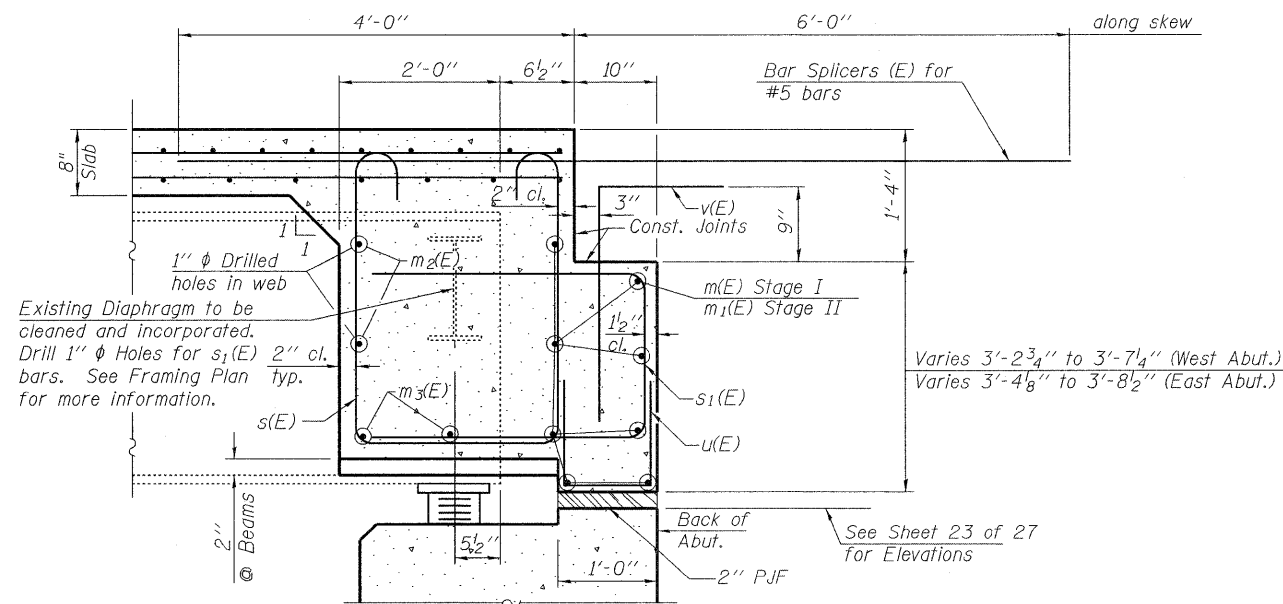 4'-0"
6'-0"
along skew
2'-0"
6½"
10"
Bar Splicers (E) for
#5 bars
8"
Slab
2" cl.
3"
v(E)
Const. Joints
9"
1'-4"
1
1
1" ϕ Drilled
holes in web
m2(E)
m(E) Stage I
m1(E) Stage II
Existing Diaphragm to be
cleaned and incorporated.
Drill 1" ϕ Holes for s1(E)
bars. See Framing Plan
for more information.
2" cl.
typ.
1½"
cl.
Varies 3'-2¾" to 3'-7¼" (West Abut.)
Varies 3'-4⅛" to 3'-8½" (East Abut.)
m3(E)
s1(E)
s(E)
u(E)
2"
@ Beams
5½"
Back of
Abut.
See Sheet 23 of 27
for Elevations
1'-0"
2" PJF